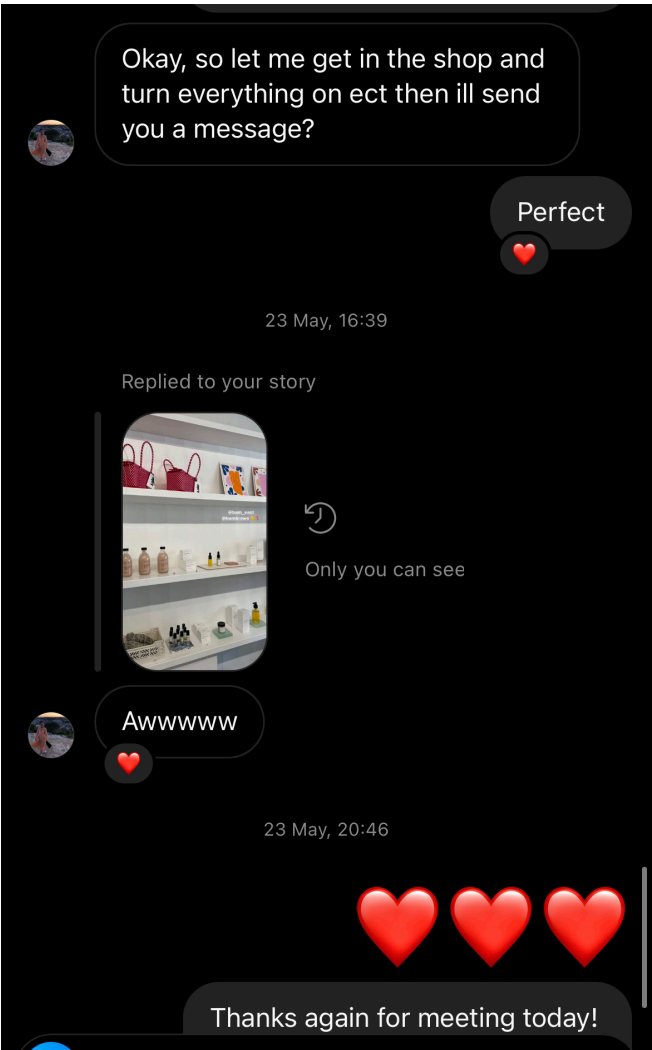 Okay, so let me get in the shop and
turn everything on ect then ill send
you a message?
Perfect
23 May, 16:39
Replied to your story
Only you can see
Awwwww
23 May, 20:46
Thanks again for meeting today!